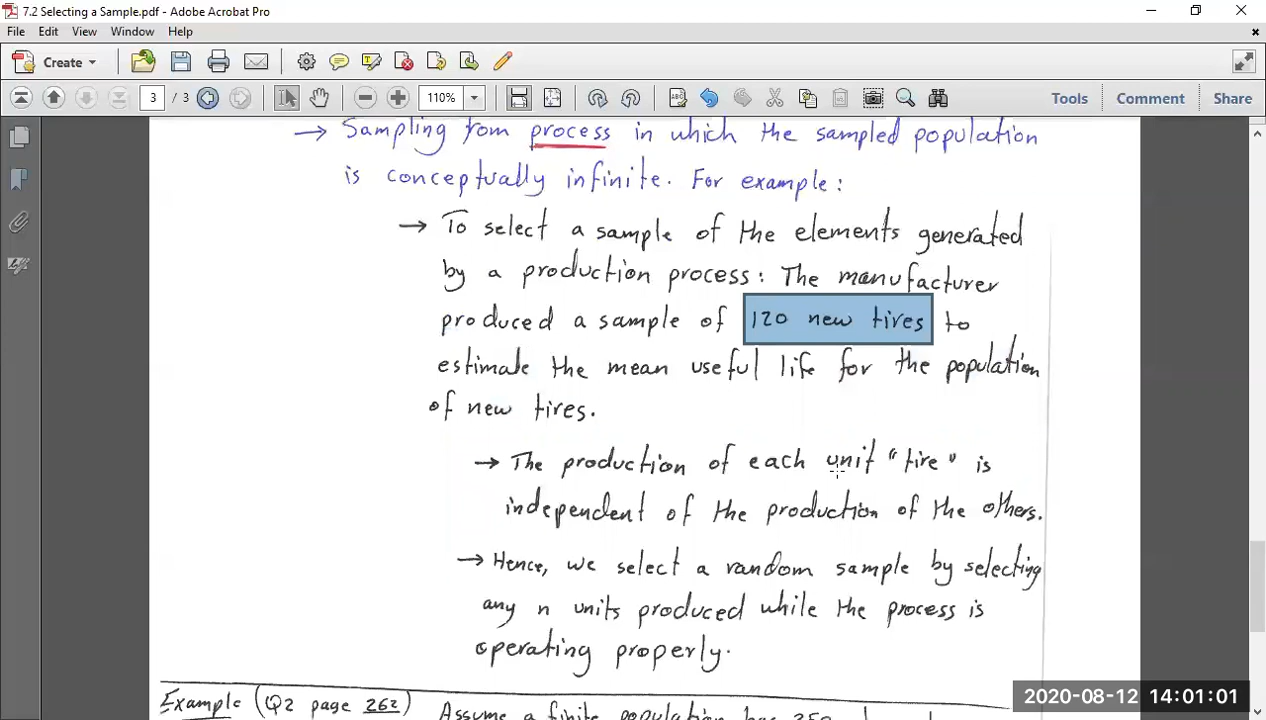 7.2 Selecting a Sample.pdf - Adobe Acrobat Pro
File Edit View Window Help
Create
3 / 3 110% Tools Comment Share
→ Sampling from process in which the sampled population
is conceptually infinite. For example:
→ To select a sample of the elements generated
by a production process: The manufacturer
produced a sample of 120 new tires to
estimate the mean useful life for the population
of new tires.
→ The production of each unit "tire" is
independent of the production of the others.
→ Hence, we select a random sample by selecting
any n units produced while the process is
operating properly.
Example (Q2 page 262) Assume a finite population has 350
2020-08-12 14:01:01